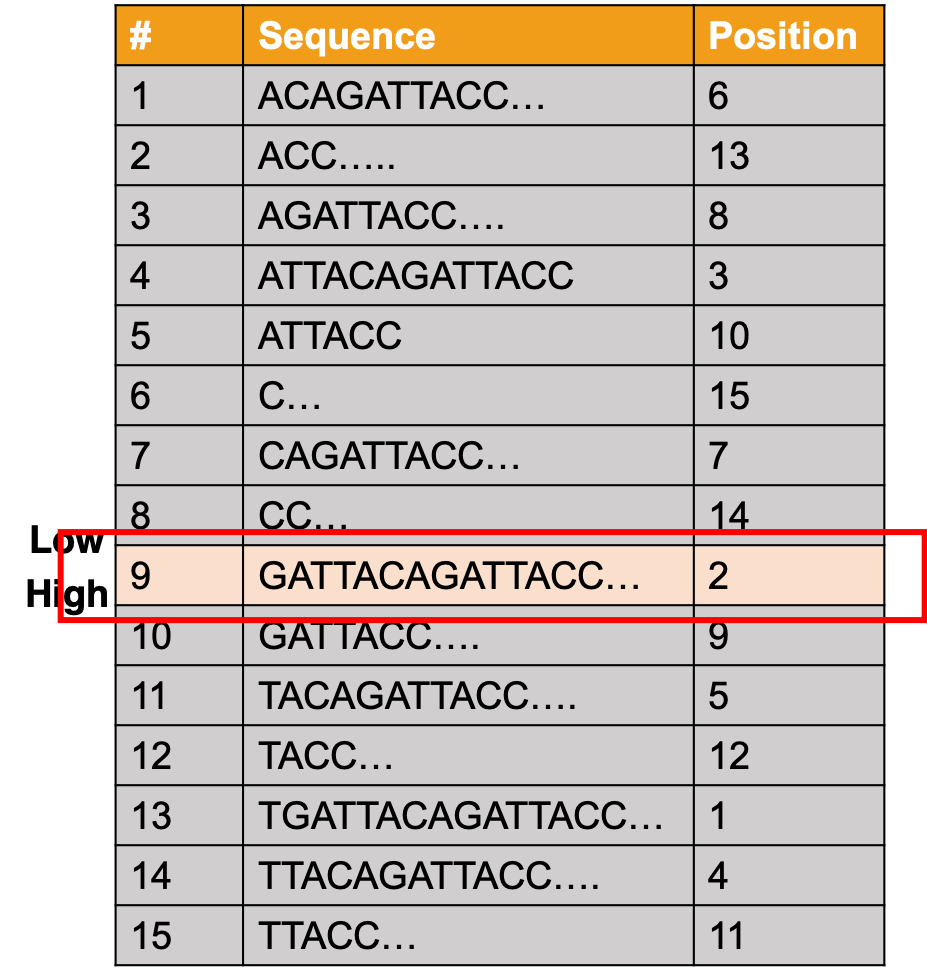 # Sequence Position
1 ACAGATTACC… 6
2 ACC….. 13
3 AGATTACC…. 8
4 ATTACAGATTACC 3
5 ATTACC 10
6 C… 15
7 CAGATTACC… 7
8 CC… 14
Low
High
9 GATTACAGATTACC… 2
10 GATTACC…. 9
11 TACAGATTACC…. 5
12 TACC… 12
13 TGATTACAGATTACC… 1
14 TTACAGATTACC…. 4
15 TTACC… 11